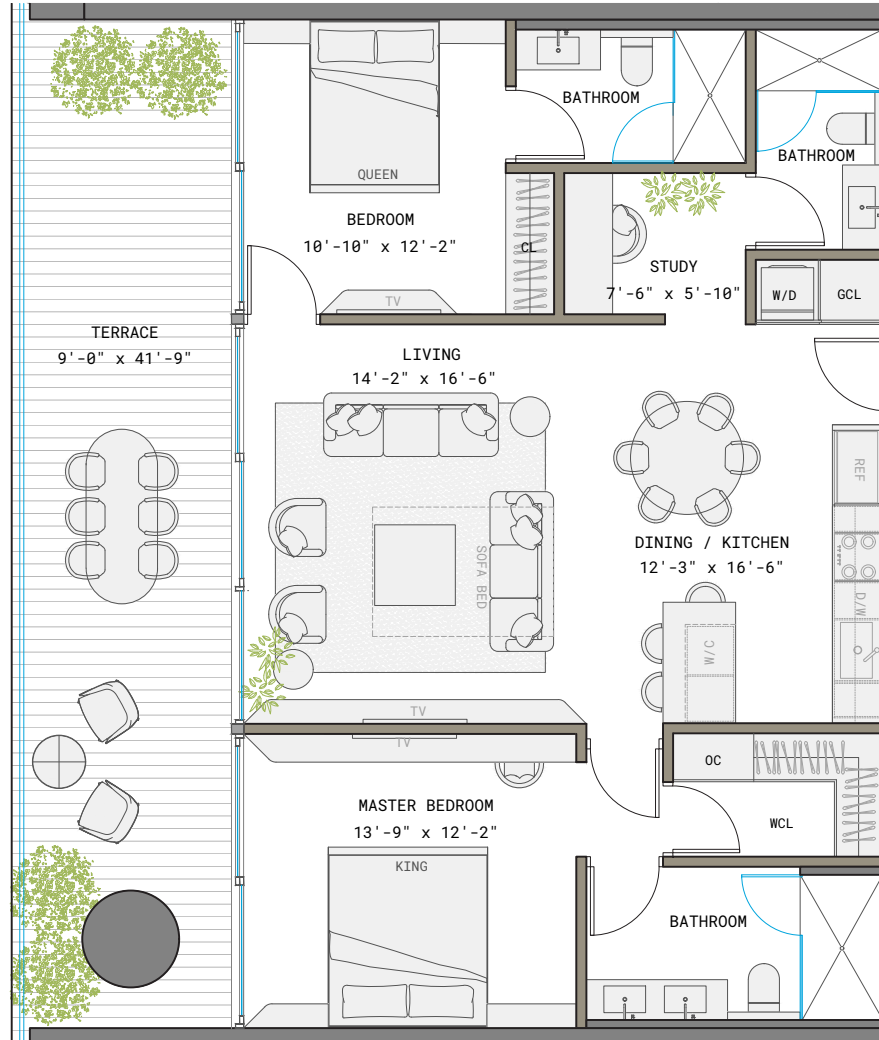 BATHROOM
BATHROOM
QUEEN
BEDROOM
10'-10" x 12'-2"
CL
STUDY
7'-6" x 5'-10"
W/D
GCL
TV
TERRACE
9'-0" x 41'-9"
LIVING
14'-2" x 16'-6"
REF
SOFA BED
DINING / KITCHEN
12'-3" x 16'-6"
D/W
W/C
TV
TV
OC
WCL
MASTER BEDROOM
13'-9" x 12'-2"
KING
BATHROOM